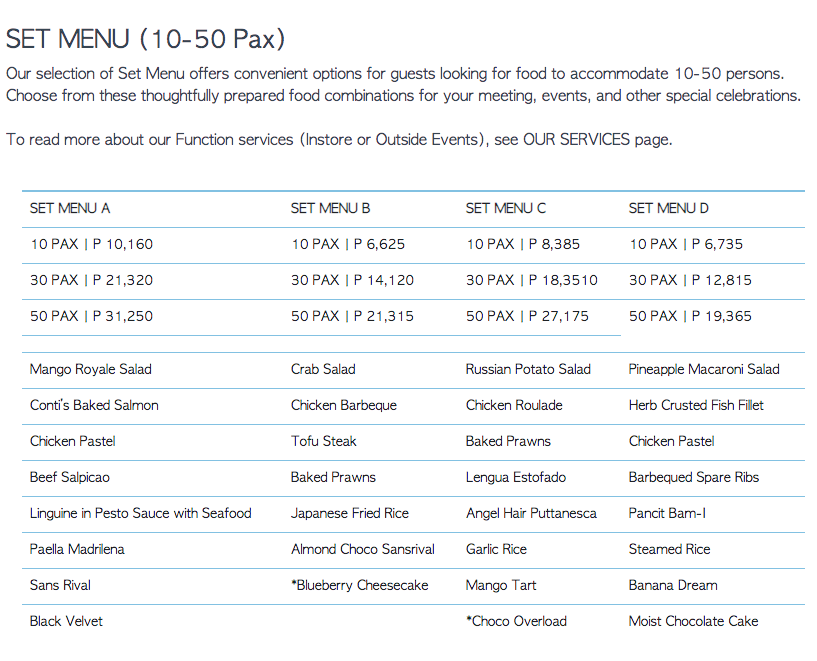 SET MENU (10-50 Pax)
Our selection of Set Menu offers convenient options for guests looking for food to accommodate 10-50 persons.
Choose from these thoughtfully prepared food combinations for your meeting, events, and other special celebrations.
To read more about our Function services (Instore or Outside Events), see OUR SERVICES page.
SET MENU A SET MENU B SET MENU C SET MENU D
10 PAX | P 10,160 10 PAX | P 6,625 10 PAX | P 8,385 10 PAX | P 6,735
30 PAX | P 21,320 30 PAX | P 14,120 30 PAX | P 18,3510 30 PAX | P 12,815
50 PAX | P 31,250 50 PAX | P 21,315 50 PAX | P 27,175 50 PAX | P 19,365
Mango Royale Salad Crab Salad Russian Potato Salad Pineapple Macaroni Salad
Conti's Baked Salmon Chicken Barbeque Chicken Roulade Herb Crusted Fish Fillet
Chicken Pastel Tofu Steak Baked Prawns Chicken Pastel
Beef Salpicao Baked Prawns Lengua Estofado Barbequed Spare Ribs
Linguine in Pesto Sauce with Seafood Japanese Fried Rice Angel Hair Puttanesca Pancit Bam-I
Paella Madrilena Almond Choco Sansrival Garlic Rice Steamed Rice
Sans Rival *Blueberry Cheesecake Mango Tart Banana Dream
Black Velvet *Choco Overload Moist Chocolate Cake